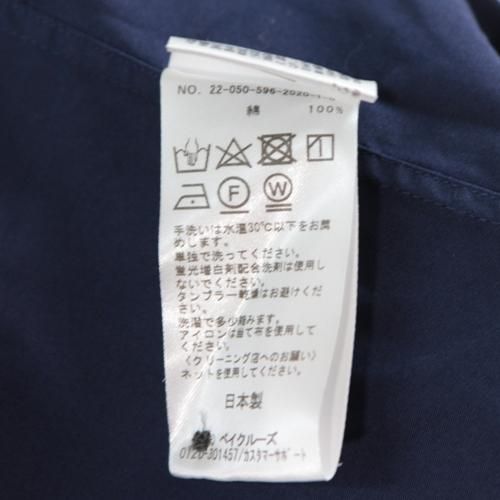 NO. 22-050-596-2020-1-0
綿 100%
F W
手洗いは水温30℃以下をお薦
めします。
単独で洗ってください。
蛍光増白剤配合洗剤は使用し
ないでください。
タンブラー乾燥はお避けくださ
い。
洗濯で多少縮みます。
アイロンは当て布を使用して
ください。
〈クリーニング店へのお願い〉
ネットを使用してください。
日本製
ベイクルーズ
0120-301457/カスタマーサポート